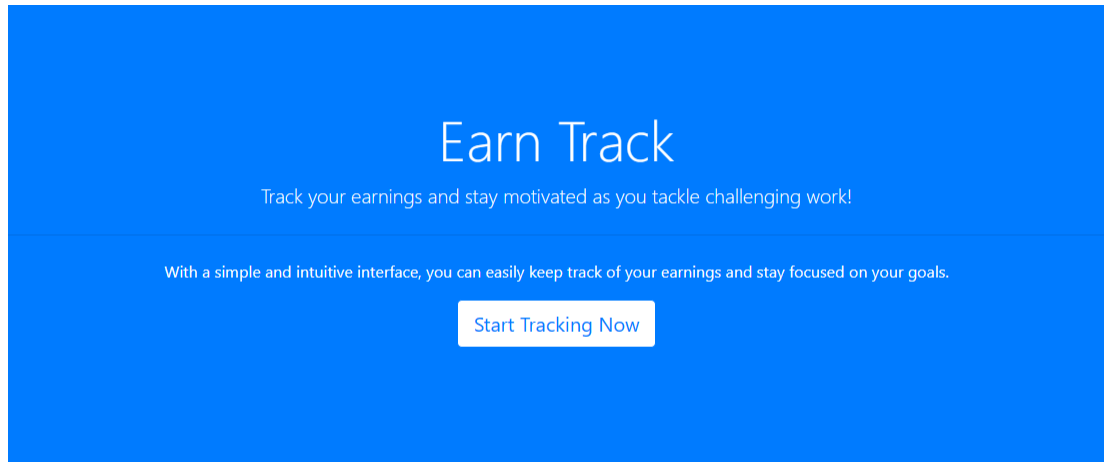 Earn Track
Track your earnings and stay motivated as you tackle challenging work!
With a simple and intuitive interface, you can easily keep track of your earnings and stay focused on your goals.
Start Tracking Now